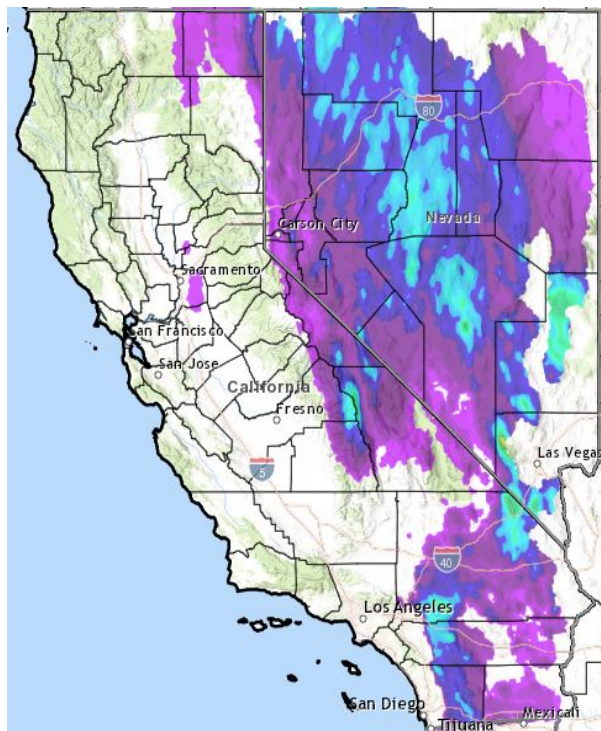 80
Nevada
Carson City
Sacramento
San Francisco
San Jose
California
Fresno
5
Las Vegas
40
Los Angeles
San Diego
Mexicali
Tijuana